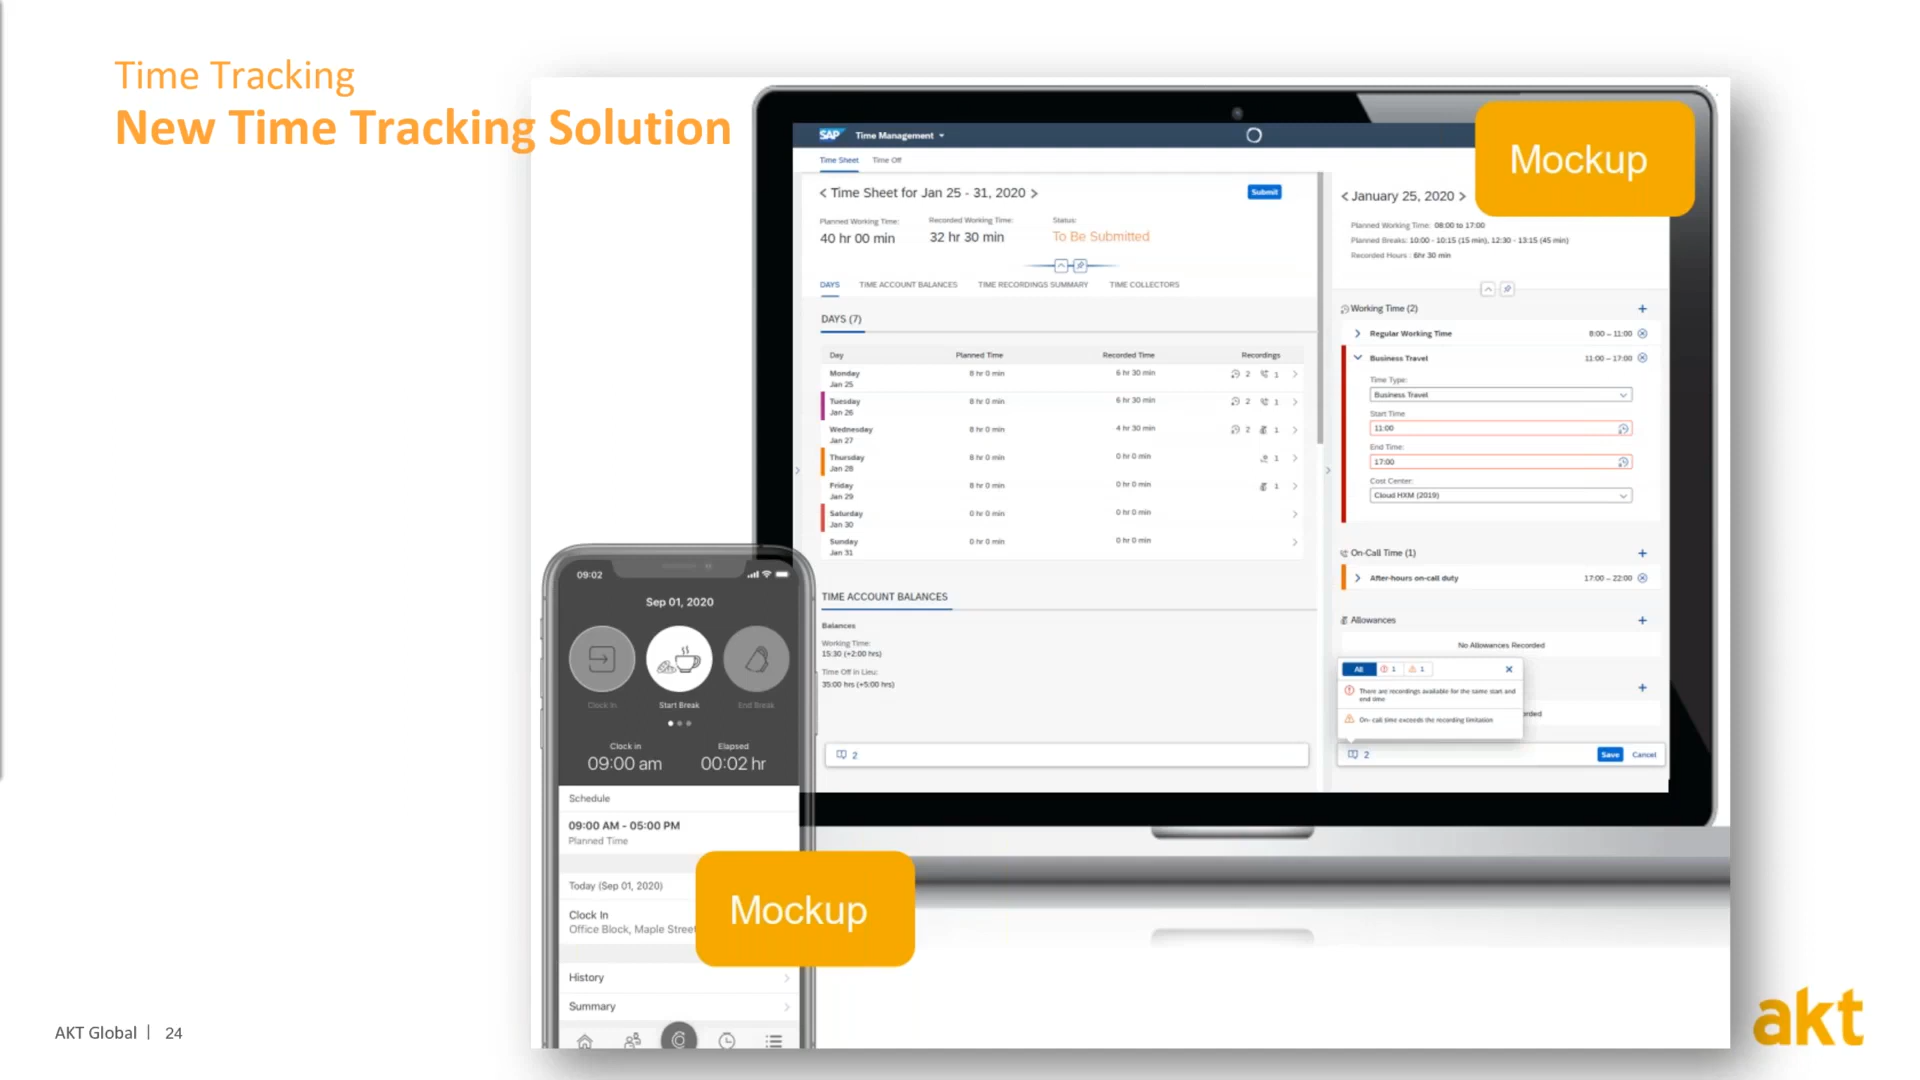 Time Tracking
New Time Tracking Solution
Mockup
SAP Time Management
Time Sheet Time Off
< Time Sheet for Jan 25 - 31, 2020 >
Submit
Planned Working Time: Recorded Working Time: Status:
40 hr 00 min 32 hr 30 min To Be Submitted
DAYS TIME ACCOUNT BALANCES TIME RECORDINGS SUMMARY TIME COLLECTORS
DAYS (7)
Day Planned Time Recorded Time Recordings
Monday 8 hr 0 min 6 hr 30 min 2 1
Jan 25
Tuesday 8 hr 0 min 6 hr 30 min 2 1
Jan 26
Wednesday 8 hr 0 min 4 hr 30 min 2 1
Jan 27
Thursday 8 hr 0 min 0 hr 0 min 1
Jan 28
Friday 8 hr 0 min 0 hr 0 min 1
Jan 29
Saturday 0 hr 0 min 0 hr 0 min
Jan 30
Sunday 0 hr 0 min 0 hr 0 min
Jan 31
TIME ACCOUNT BALANCES
Balances
Working Time:
15:30 (+2:00 hrs)
Time Off in Lieu:
35:00 hrs (+5:00 hrs)
2
< January 25, 2020 >
Planned Working Time: 08:00 to 17:00
Planned Breaks: 10:00 - 10:15 (15 min), 12:30 - 13:15 (45 min)
Recorded Hours : 6hr 30 min
Working Time (2)
Regular Working Time 8:00 – 11:00
Business Travel 11:00 – 17:00
Time Type:
Business Travel
Start Time
11:00
End Time:
17:00
Cost Center:
Cloud HXM (2019)
On-Call Time (1)
After-hours on-call duty 17:00 – 22:00
Allowances
No Allowances Recorded
All 1 1
There are recordings available for the same start and
end time
On- call time exceeds the recording limitation
orded
2
Save Cancel
09:02
Sep 01, 2020
Clock In Start Break End Break
Clock in Elapsed
09:00 am 00:02 hr
Schedule
09:00 AM - 05:00 PM
Planned Time
Today (Sep 01, 2020)
Clock In
Office Block, Maple Street
Mockup
History
Summary
AKT Global | 24
akt